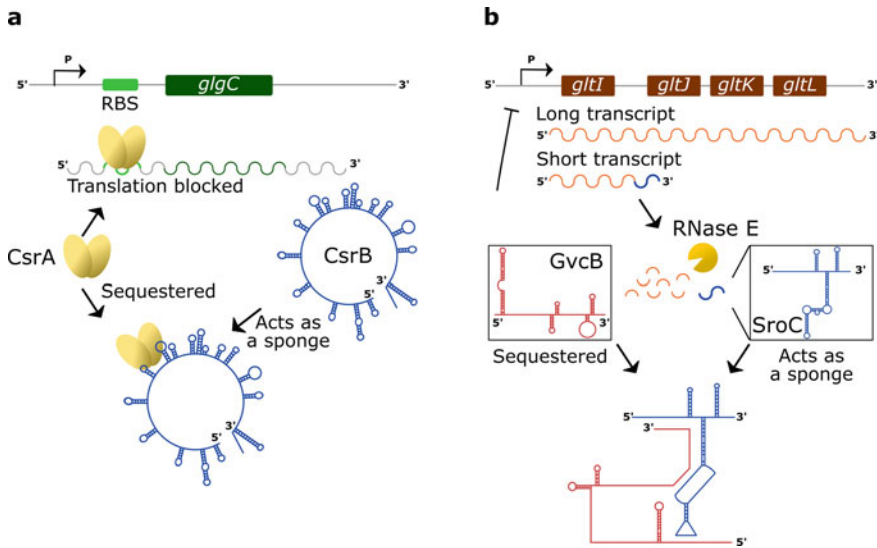 a
P
5'
glgC
3'
RBS
5'
3'
Translation blocked
CsrA
CsrB
3'
5'
Sequestered
Acts as
a sponge
3'
5'
b
P
5'
gltI
gltJ
gltK
gltL
3'
Long transcript
5'
3'
Short transcript
5'
3'
RNase E
GvcB
5'
3'
Sequestered
5'
3'
SroC
Acts as
a sponge
5'
3'
3'
5'